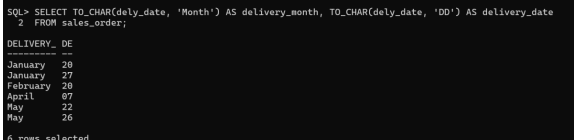 SQL> SELECT TO_CHAR(dely_date, 'Month') AS delivery_month, TO_CHAR(dely_date, 'DD') AS delivery_date
  2  FROM sales_order;
DELIVERY_ DE
--------- --
January   20
January   27
February  20
April     07
May       22
May       26
6 rows selected